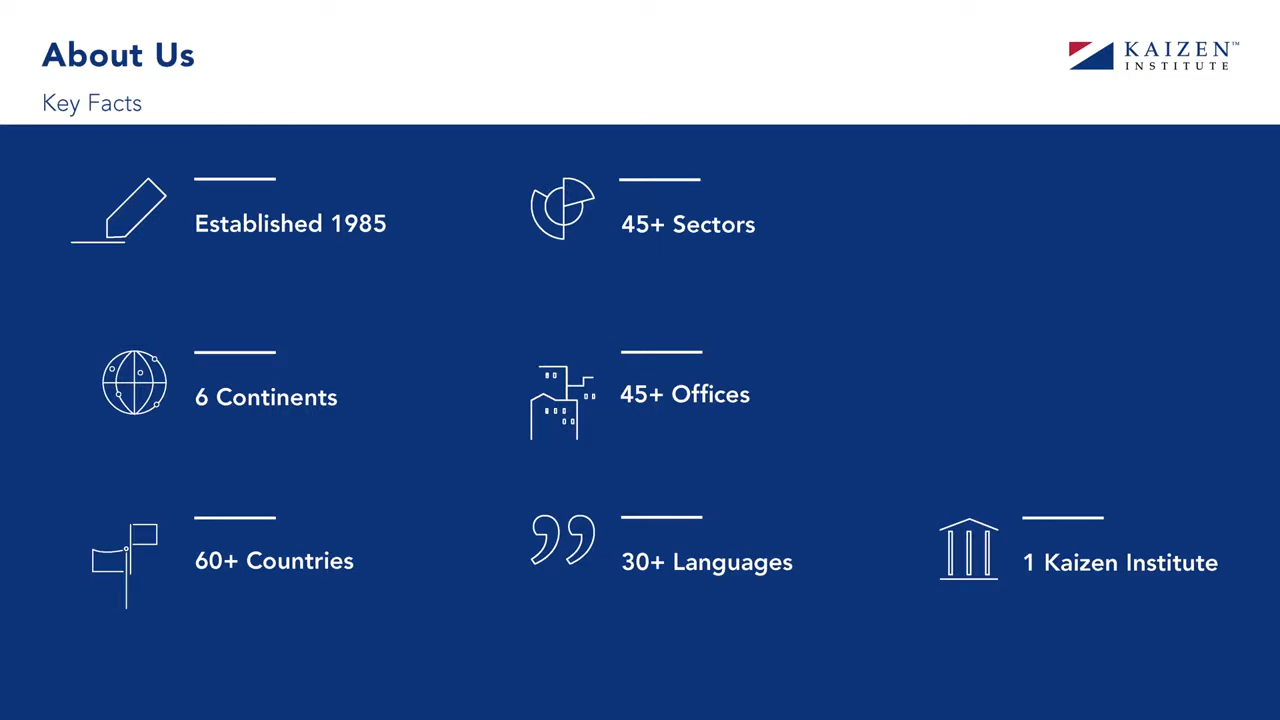 About Us
Key Facts
KAIZEN™
INSTITUTE
Established 1985
45+ Sectors
6 Continents
45+ Offices
60+ Countries
30+ Languages
1 Kaizen Institute